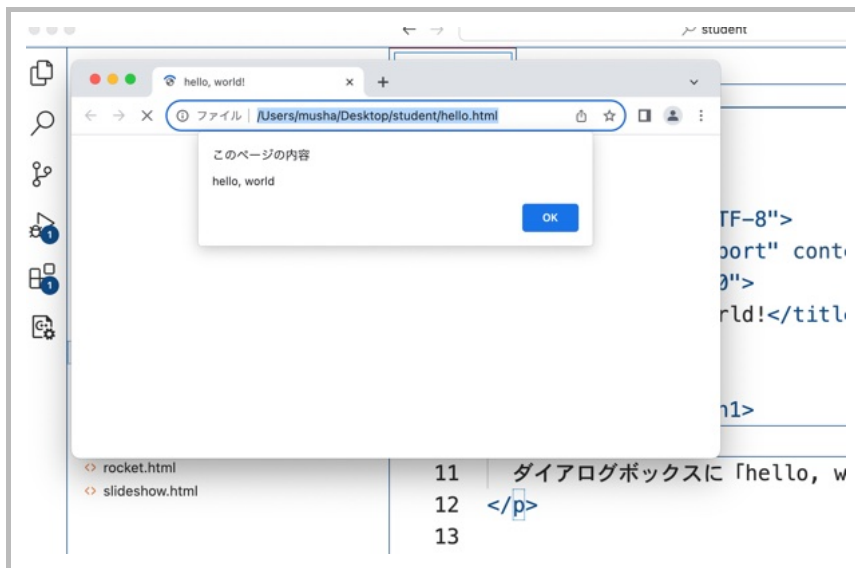 student
hello, world!
ファイル /Users/musha/Desktop/student/hello.html
このページの内容
hello, world
OK
1
TF-8">
port" cont
1
0">
rld!</titl
h1>
rocket.html
11 ダイアログボックスに「hello, w
slideshow.html
12 </p>
13